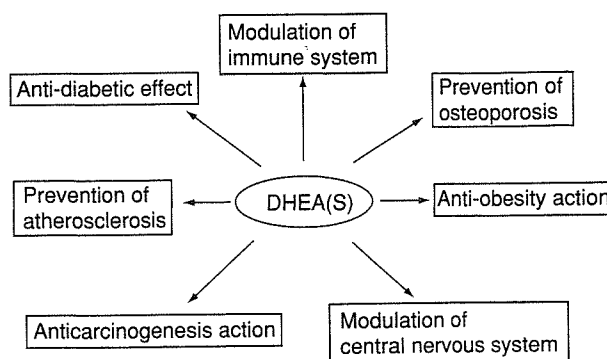 Modulation of
immune system
Anti-diabetic effect
Prevention of
osteoporosis
Prevention of
atherosclerosis
DHEA(S)
Anti-obesity action
Anticarcinogenesis action
Modulation of
central nervous system